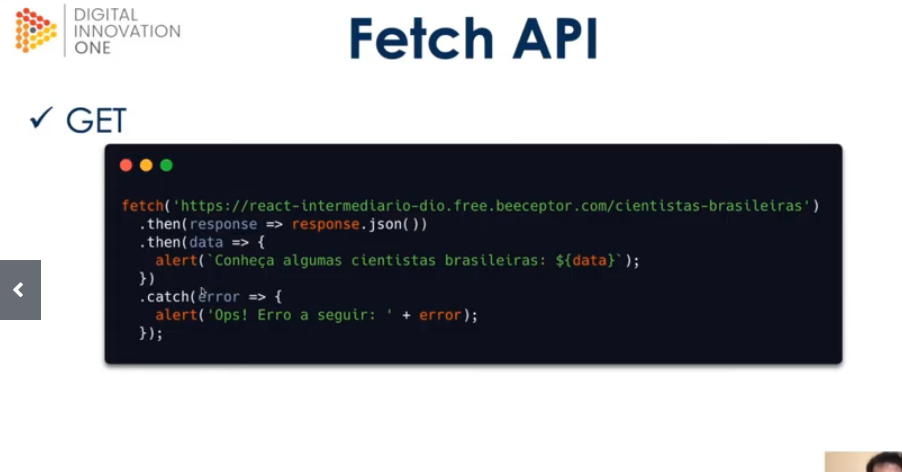 DIGITAL
INNOVATION
ONE
Fetch API
✓ GET
fetch('https://react-intermediario-dio.free.beeceptor.com/cientistas-brasileiras')
.then(response => response.json())
.then(data => {
alert(`Conheça algumas cientistas brasileiras: ${data}`);
})
.catch(error => {
alert('Ops! Erro a seguir: ' + error);
});